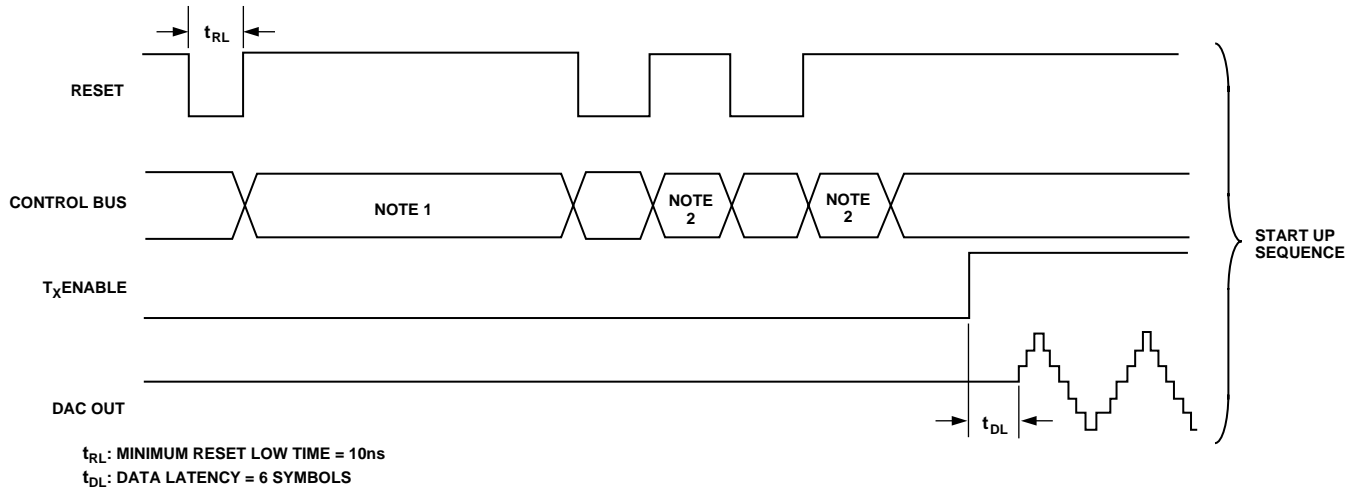 tRL
RESET
CONTROL BUS
NOTE 1
NOTE
2
NOTE
2
START UP
SEQUENCE
TXENABLE
DAC OUT
tDL
tRL: MINIMUM RESET LOW TIME = 10ns
tDL: DATA LATENCY = 6 SYMBOLS